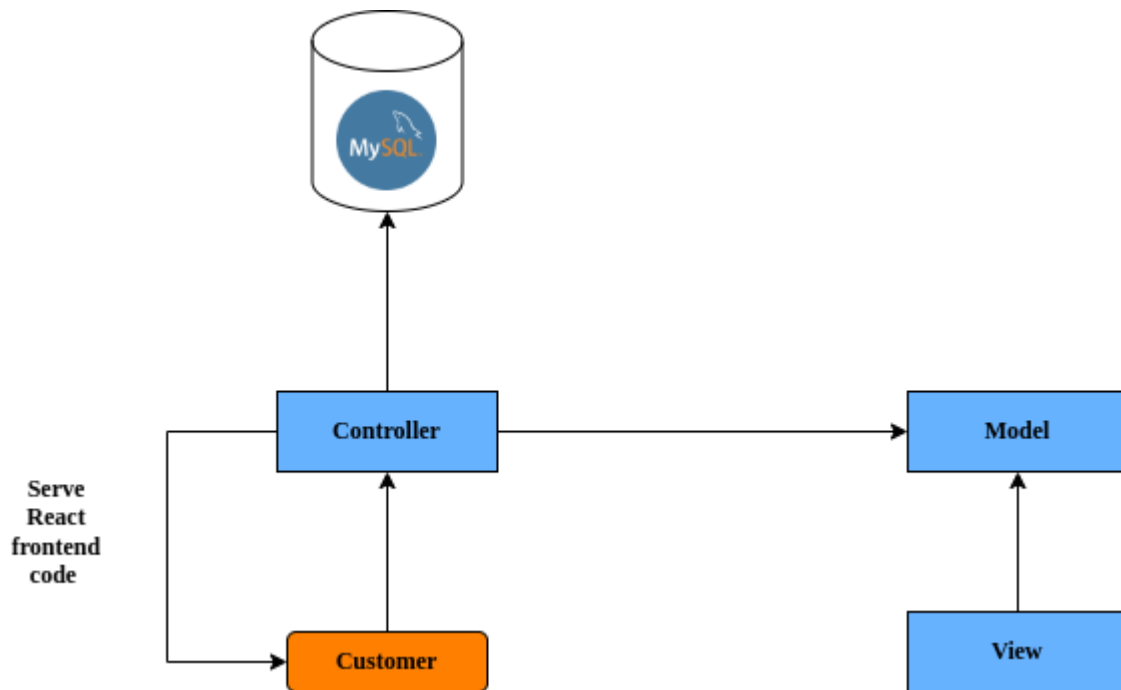 MySQL.
Controller
Model
Serve
React
frontend
code
Customer
View